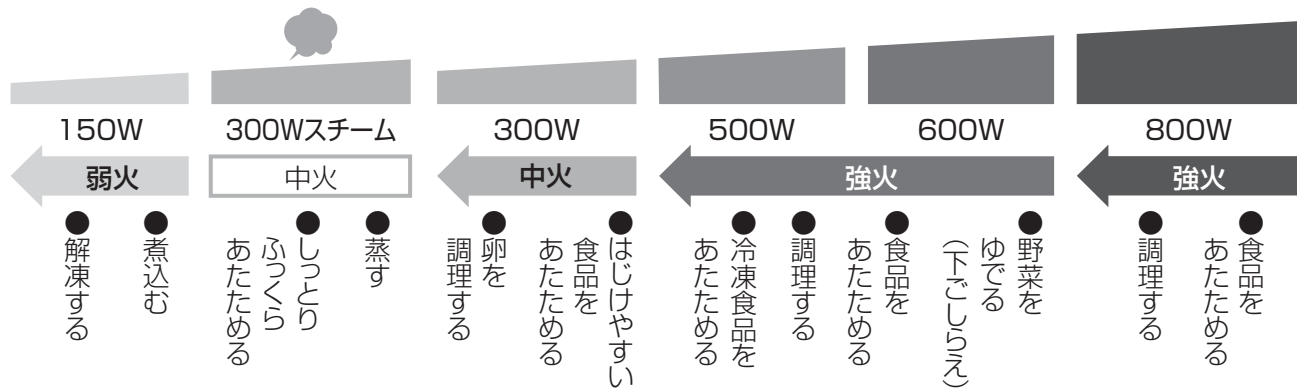 150W
300Wスチーム
300W
500W
600W
800W
弱火
中火
中火
強火
強火
●煮込む
●解凍する
●蒸す
●しっとり
ふっくら
あたためる
●はじけやすい
食品を
あたためる
●卵を
調理する
●野菜を
ゆでる
（下ごしらえ）
●食品を
あたためる
●調理する
●冷凍食品を
あたためる
●食品を
あたためる
●調理する